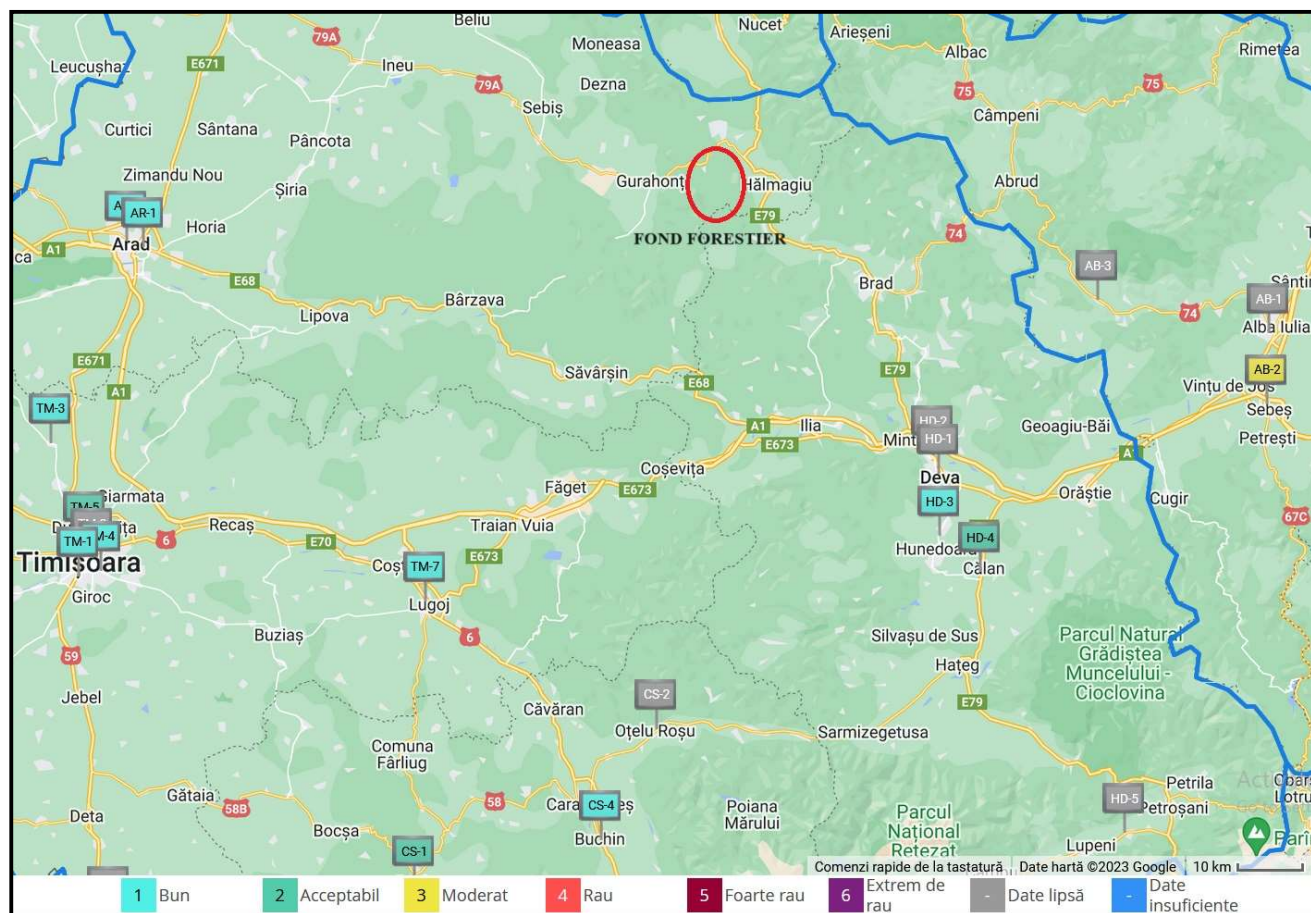 Beliu
Nucet
Arieșeni
79A
Moneasa
Albac
Rimetea
Leucușhaz
E671
Ineu
79A
Dezna
75
75
Sebiș
Câmpeni
Curtici
Sântana
Pâncota
Zimandu Nou
Șiria
Gurahonț
Hălmagiu
Abrud
AR-1
Horia
E79
FOND FORESTIER
74
Arad
A1
E68
AB-3
Brad
Bârzava
Lipova
AB-1
74
Alba Iulia
E671
Săvârșin
E79
A1
E68
AB-2
Vințu de Jos
TM-3
HD-2
Sebeș
A1
Ilia
Geoagiu-Băi
HD-1
Petrești
E673
Coșevița
Deva
Făget
E673
Orăștie
Giarmata
TM-5
HD-3
Cugir
Recaș
Traian Vuia
67C
TM-1
6
E70
E673
HD-4
Hunedoara
Timișoara
TM-7
Călan
Giroc
Lugoj
Buziaș
6
Silvașu de Sus
Parcul Natural
Grădiștea
Muncelului -
Cioclovina
59
Hațeg
Jebel
CS-2
E79
Căvăran
Oțelu Roșu
Sarmizegetusa
Comuna
Fârliug
Petrila
Gătaia
58
CS-4
HD-5
Petroșani
58B
Poiana
Mărului
Deta
Bocșa
Buchin
Parcul
Național
Retezat
Lupeni
CS-1
Comenzi rapide de la tastatură
Date hartă ©2023 Google
10 km
1 Bun
2 Acceptabil
3 Moderat
4 Rau
5 Foarte rau
6 Extrem de
rau
- Date lipsă
- Date
insuficiente